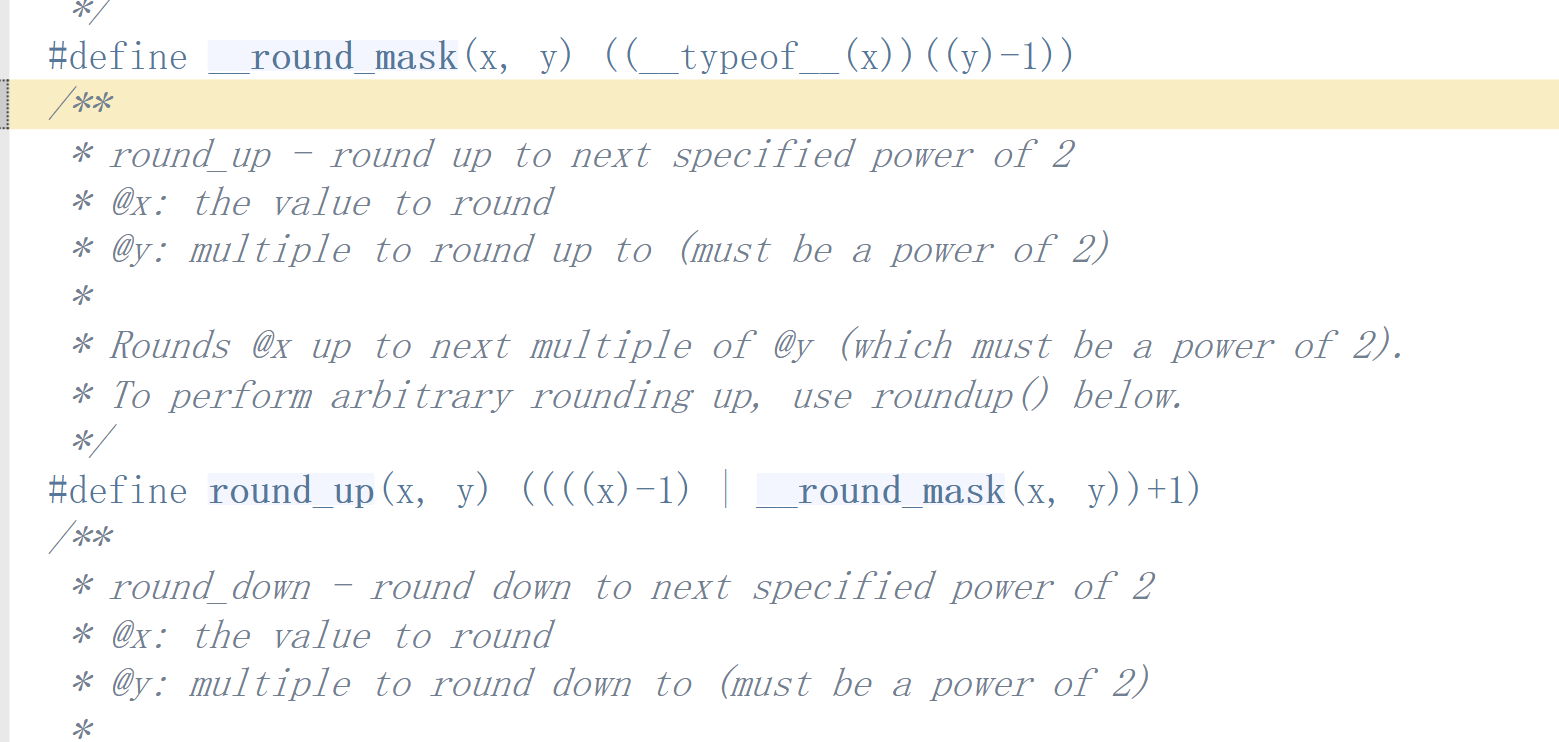 */
#define __round_mask(x, y) ((__typeof__(x))((y)-1))
/**
* round_up - round up to next specified power of 2
* @x: the value to round
* @y: multiple to round up to (must be a power of 2)
*
* Rounds @x up to next multiple of @y (which must be a power of 2).
* To perform arbitrary rounding up, use roundup() below.
*/
#define round_up(x, y) ((((x)-1) | __round_mask(x, y))+1)
/**
* round_down - round down to next specified power of 2
* @x: the value to round
* @y: multiple to round down to (must be a power of 2)
*